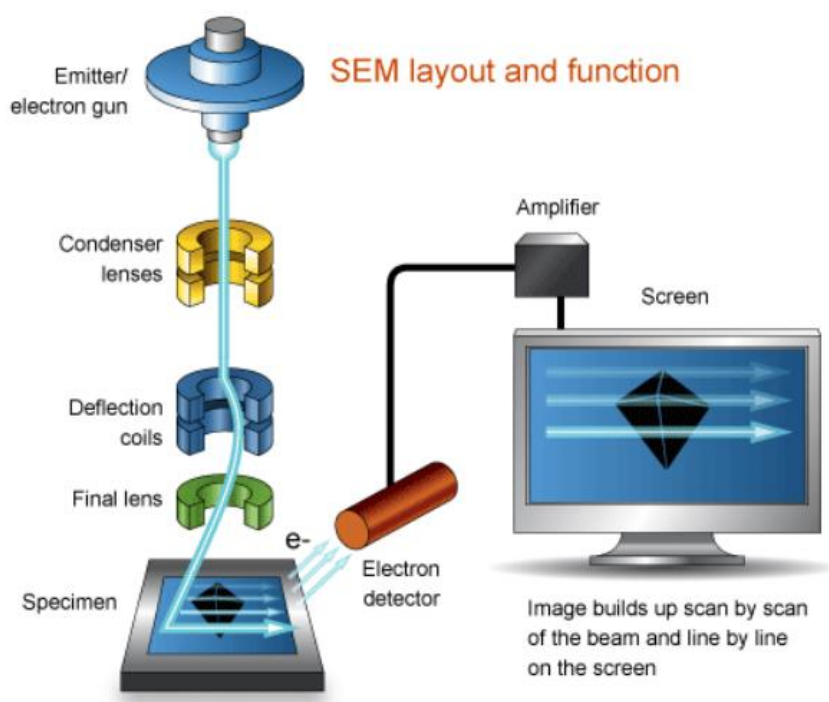 SEM layout and function
Emitter/
electron gun
Condenser
lenses
Amplifier
Screen
Deflection
coils
Final lens
e-
Electron
detector
Specimen
Image builds up scan by scan
of the beam and line by line
on the screen